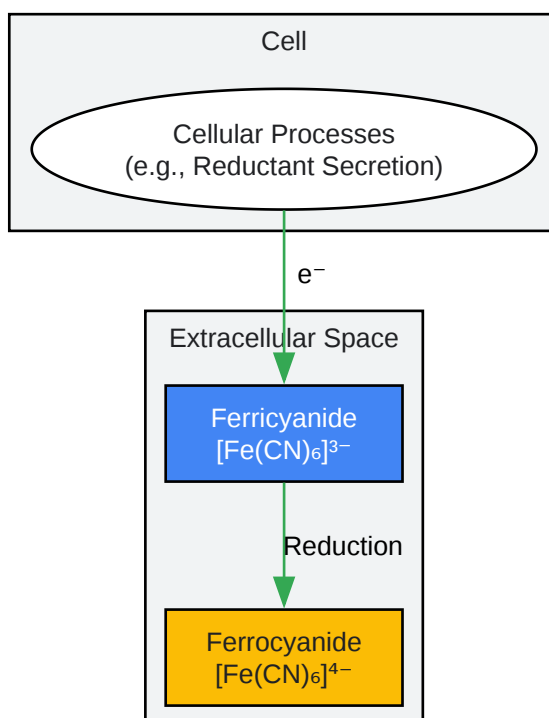 Cell
Cellular Processes
(e.g., Reductant Secretion)
e⁻
Extracellular Space
Ferricyanide
[Fe(CN)₆]³⁻
Reduction
Ferrocyanide
[Fe(CN)₆]⁴⁻